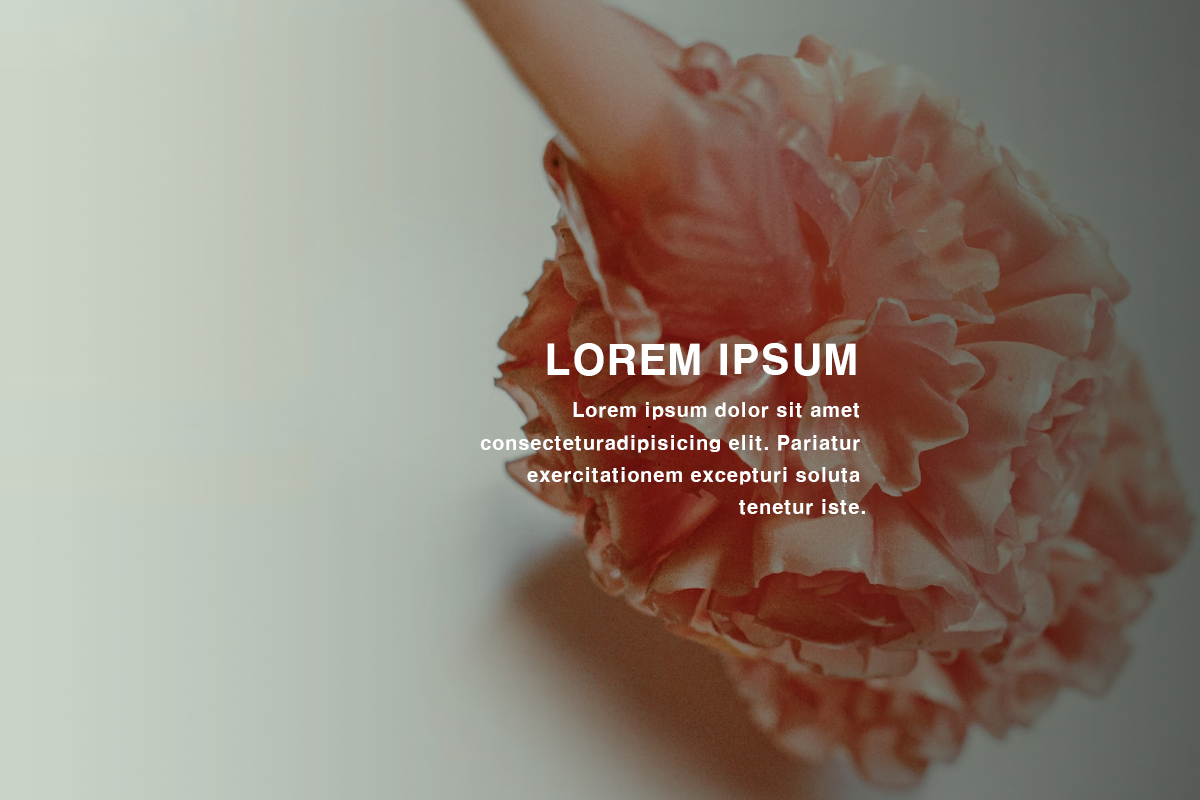 LOREM IPSUM
Lorem ipsum dolor sit amet
consecteturadipisicing elit. Pariatur
exercitationem excepturi soluta
tenetur iste.